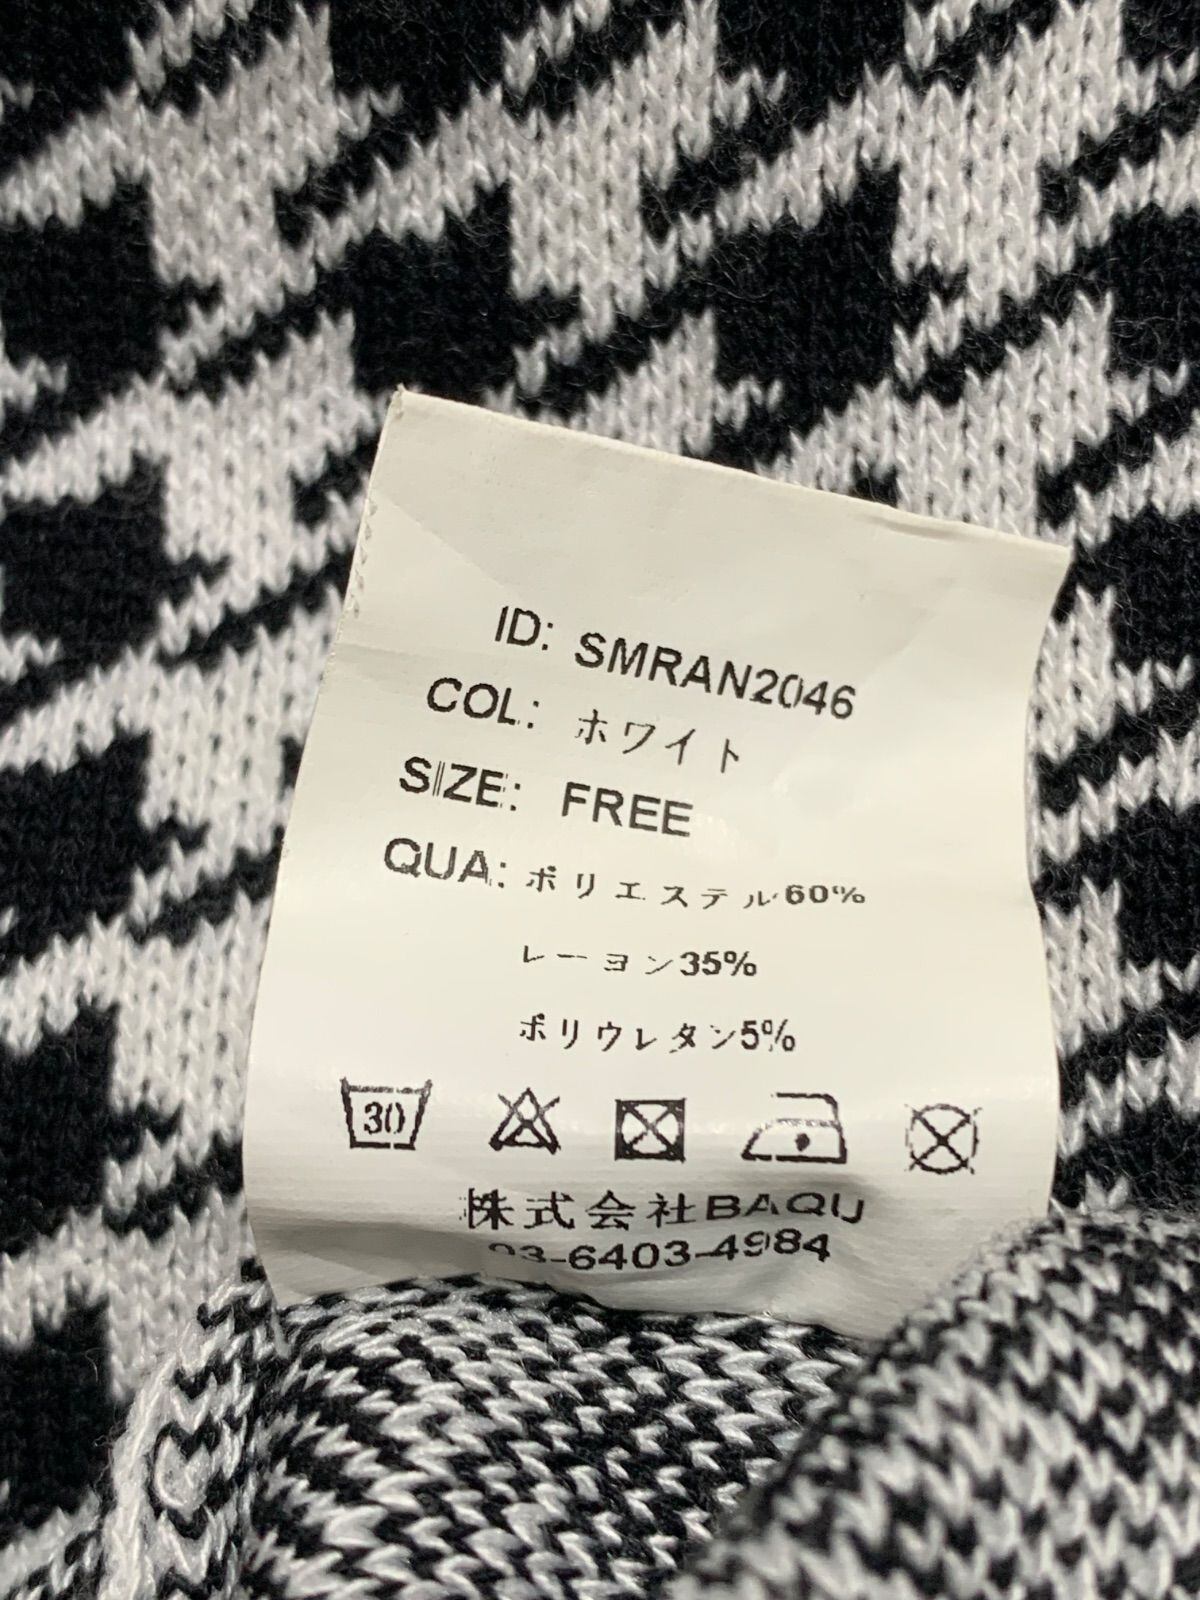 ID: SMRAN2046
COL: ホワイト
SIZE: FREE
QUA: ポリエステル60%
レーヨン35%
ポリウレタン5%
30
株式会社BAQU
03-6403-4984